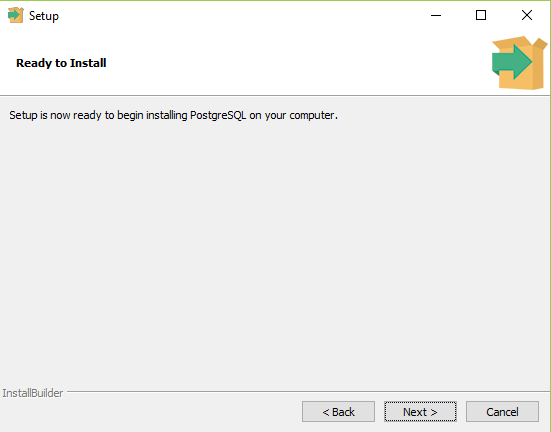 Setup
Ready to Install
Setup is now ready to begin installing PostgreSQL on your computer.
InstallBuilder
< Back
Next >
Cancel